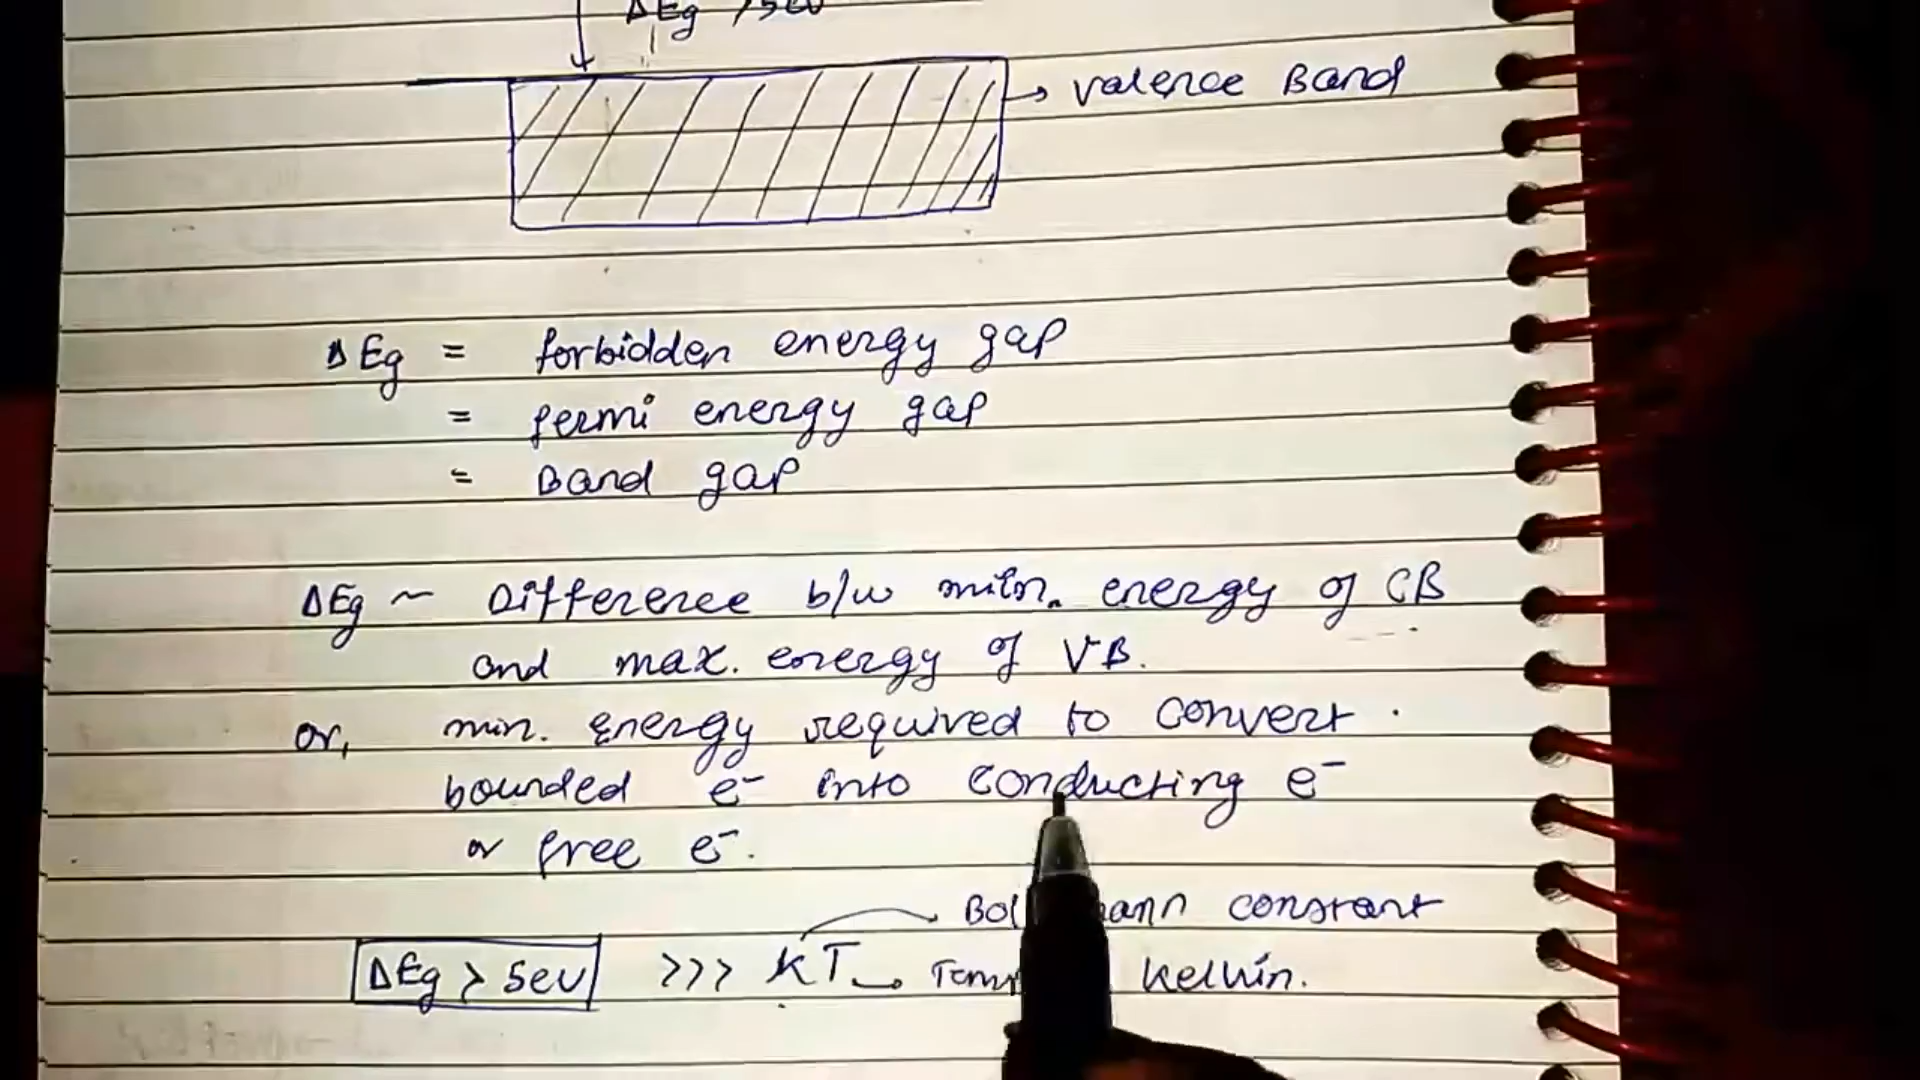 ΔEg >5eV
→ Valence Band
ΔEg = forbidden energy gap
= fermi energy gap
= Band gap
ΔEg ~ Difference b/w min. energy of CB
and max. energy of VB.
or, min. energy required to convert
bounded e⁻ into conducting e⁻
or free e⁻.
constant
ΔEg > 5eV >>> KT Kelvin.